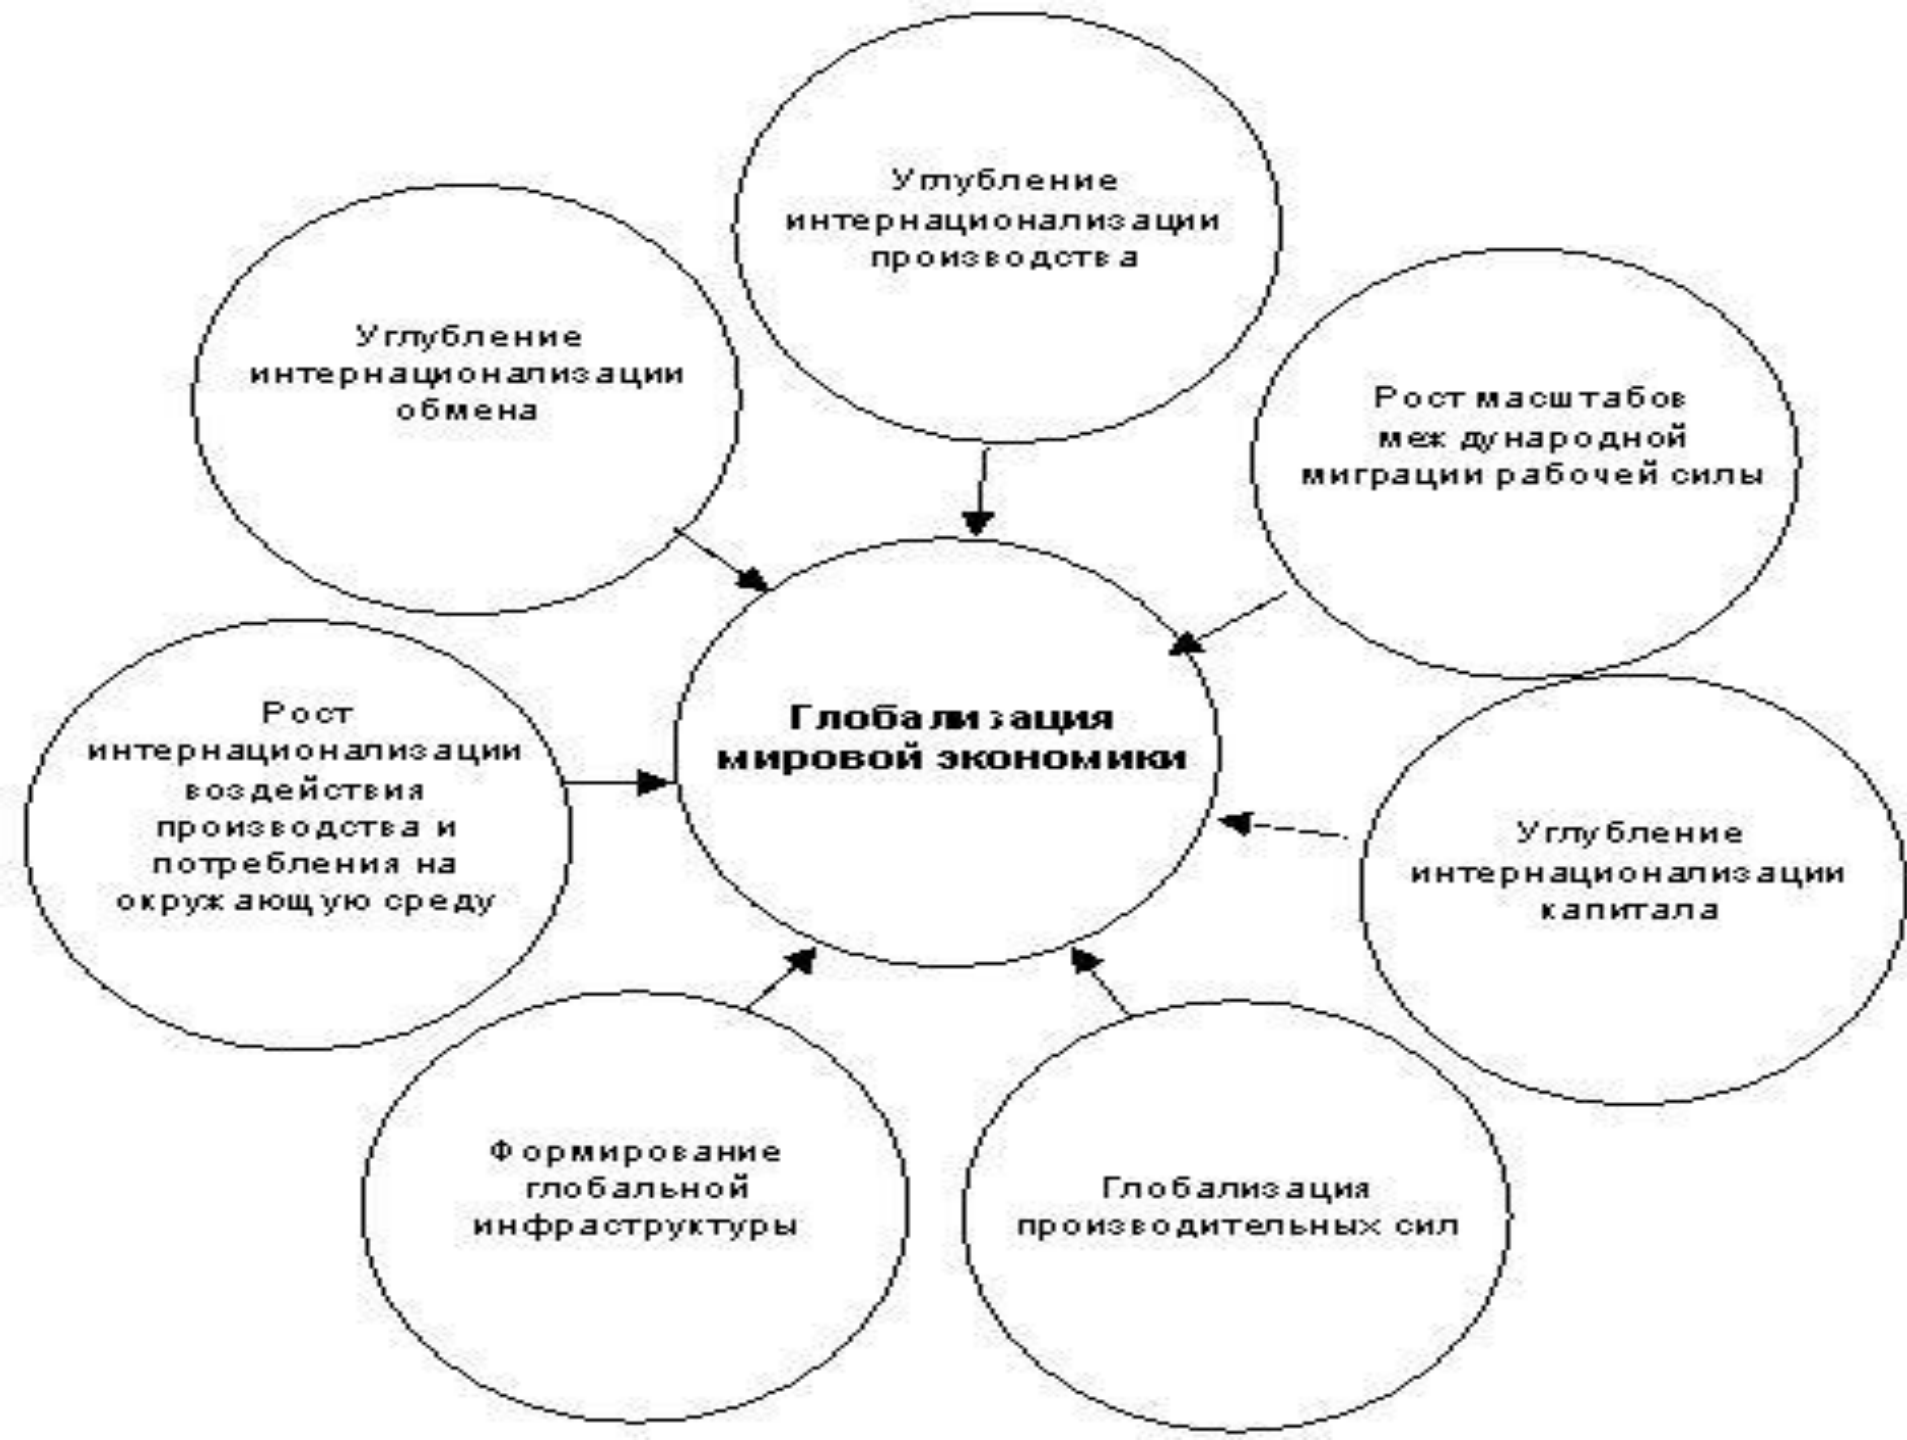 Углубление
интернационализации
производства
Углубление
интернационализации
обмена
Рост масштабов
международной
миграции рабочей силы
Глобализация
мировой экономики
Рост
интернационализации
воздействия
производства и
потребления на
окружающую среду
Углубление
интернационализации
капитала
Формирование
глобальной
инфраструктуры
Глобализация
производительных сил